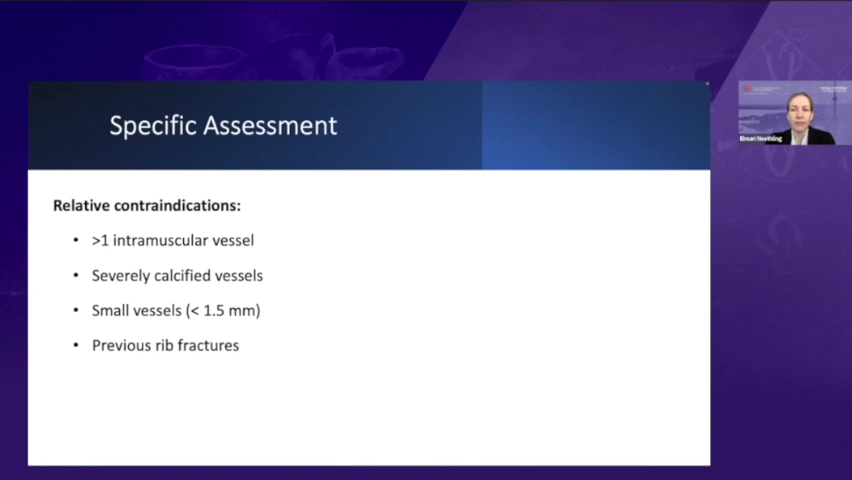 Specific Assessment
Relative contraindications:
• >1 intramuscular vessel
• Severely calcified vessels
• Small vessels (< 1.5 mm)
• Previous rib fractures
Elmari Neethling